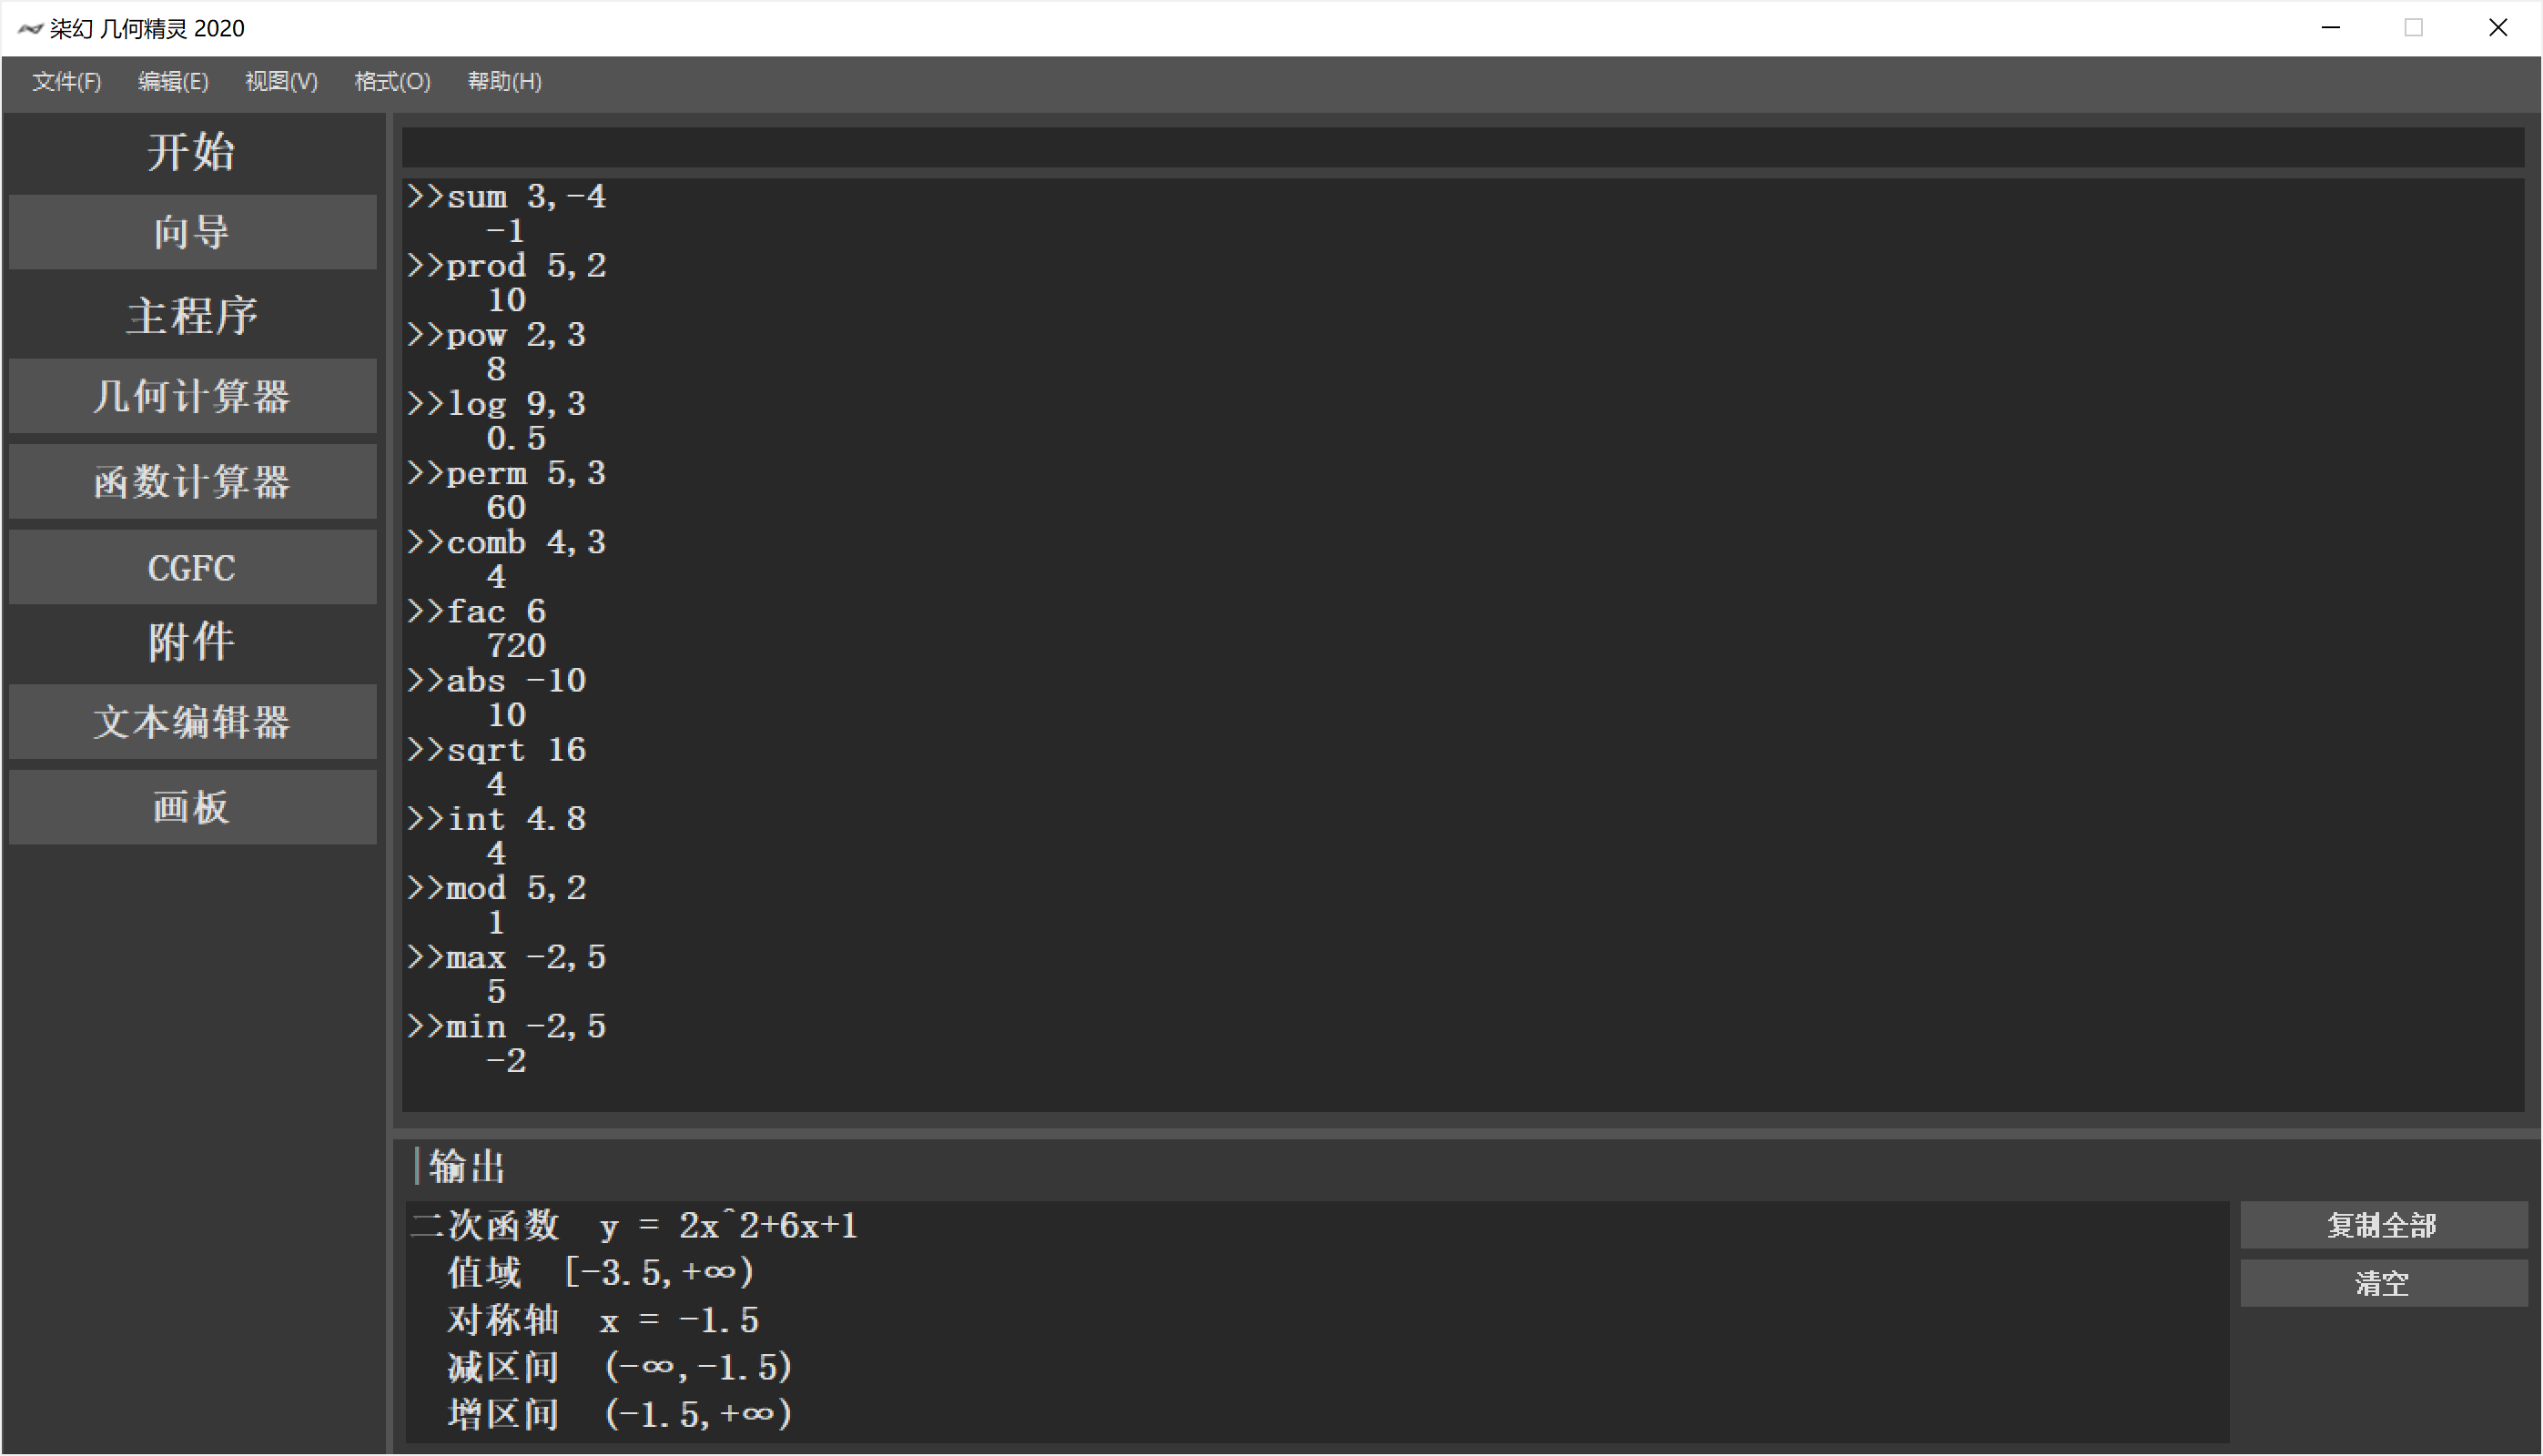 柒幻 几何精灵 2020
文件(F) 编辑(E) 视图(V) 格式(O) 帮助(H)
开始
向导
主程序
几何计算器
函数计算器
CGFC
附件
文本编辑器
画板
>>sum 3,-4
-1
>>prod 5,2
10
>>pow 2,3
8
>>log 9,3
0.5
>>perm 5,3
60
>>comb 4,3
4
>>fac 6
720
>>abs -10
10
>>sqrt 16
4
>>int 4.8
4
>>mod 5,2
1
>>max -2,5
5
>>min -2,5
-2
输出
二次函数 y = 2x^2+6x+1
值域 [-3.5,+∞)
对称轴 x = -1.5
减区间 (-∞,-1.5)
增区间 (-1.5,+∞)
复制全部
清空